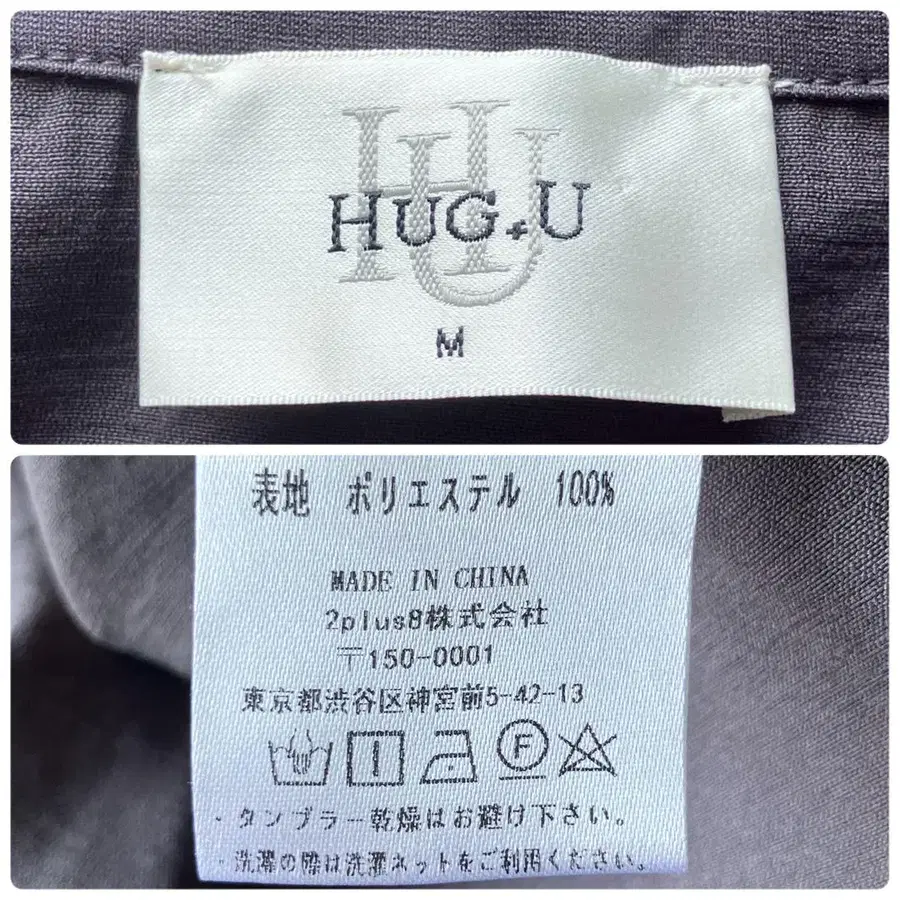 HU
HUG.U
M
表地 ポリエステル 100%
MADE IN CHINA
2plus8株式会社
〒150-0001
東京都渋谷区神宮前5-42-13
F
・タンブラー乾燥はお避け下さい。
・洗濯の際は洗濯ネットをご利用ください。